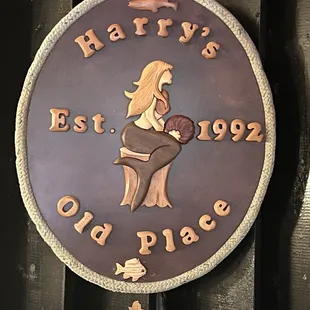 Harry's
Est. 1992
Old Place